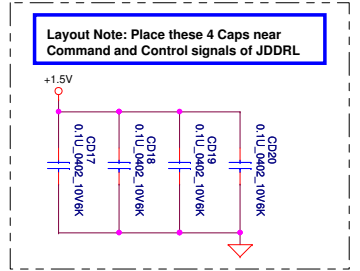 Layout Note: Place these 4 Caps near
Command and Control signals of JDDRL
+1.5V
CD17
0.1U_0402_10V6K
CD18
0.1U_0402_10V6K
CD19
0.1U_0402_10V6K
CD20
0.1U_0402_10V6K